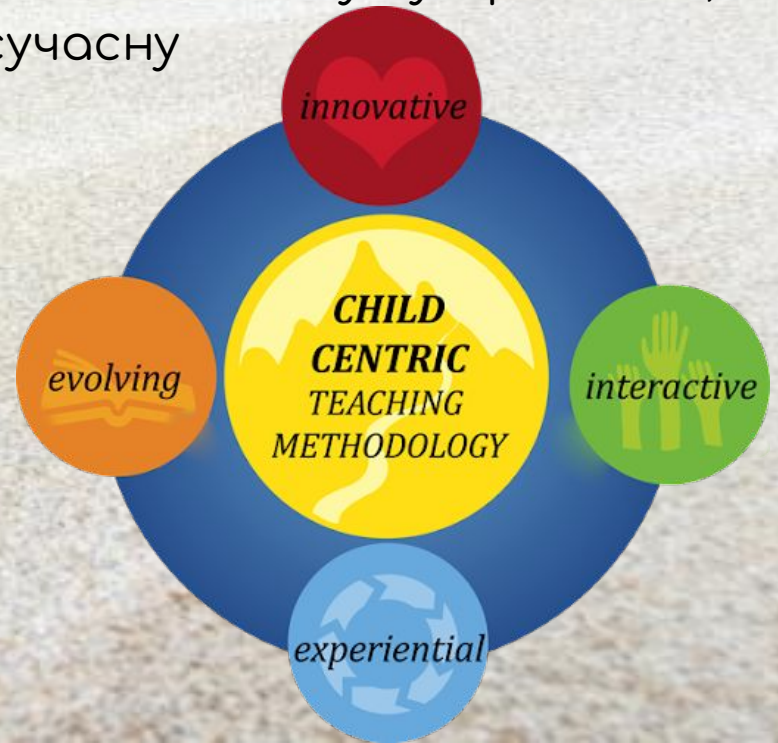 сучасну
innovative
evolving
CHILD
CENTRIC
TEACHING
METHODOLOGY
interactive
experiential